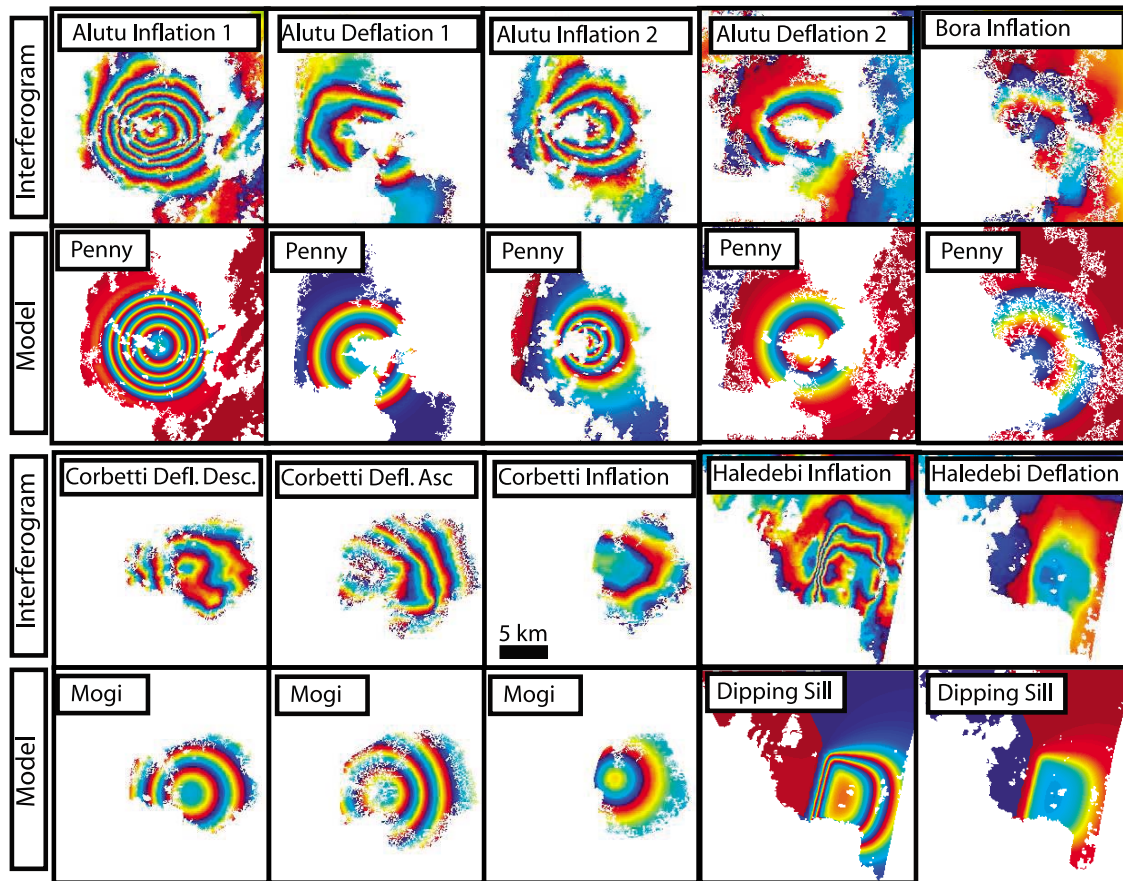 Interferogram
Alutu Inflation 1
Alutu Deflation 1
Alutu Inflation 2
Alutu Deflation 2
Bora Inflation
Model
Penny
Penny
Penny
Penny
Penny
Interferogram
Corbetti Defl. Desc.
Corbetti Defl. Asc
Corbetti Inflation
Haledebi Inflation
Haledebi Deflation
5 km
Model
Mogi
Mogi
Mogi
Dipping Sill
Dipping Sill